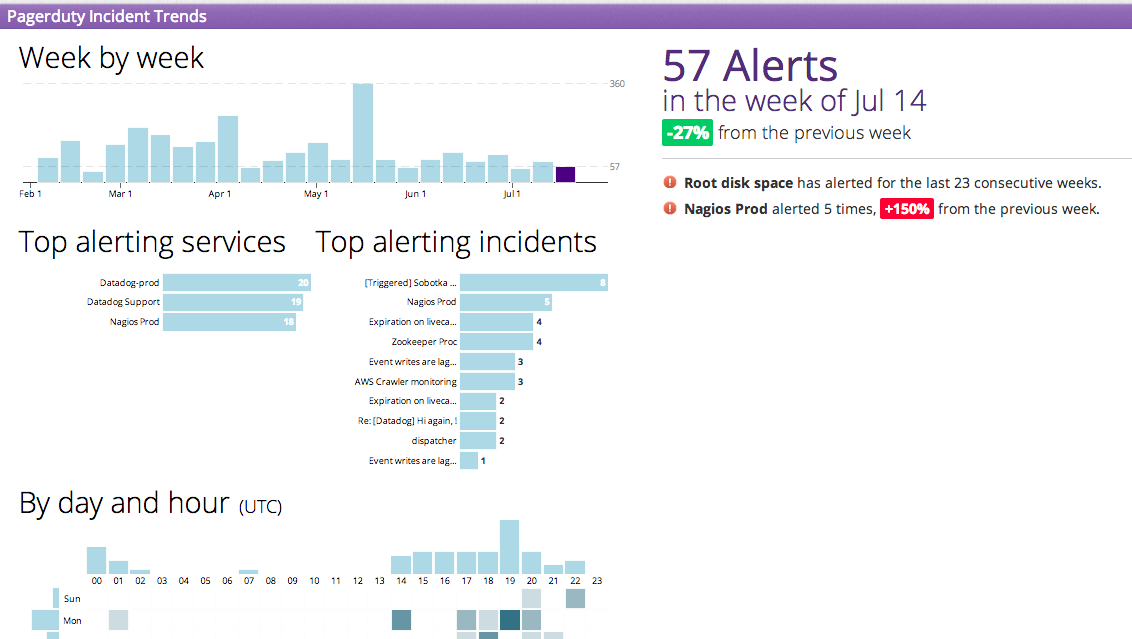 Pagerduty Incident Trends
Week by week
360
57
Feb 1 Mar 1 Apr 1 May 1 Jun 1 Jul 1
57 Alerts
in the week of Jul 14
-27% from the previous week
Root disk space has alerted for the last 23 consecutive weeks.
Nagios Prod alerted 5 times, +150% from the previous week.
Top alerting services
Datadog-prod 20
Datadog Support 19
Nagios Prod 18
Top alerting incidents
[Triggered] Sobotka ... 8
Nagios Prod 5
Expiration on liveca... 4
Zookeeper Proc 4
Event writes are lag... 3
AWS Crawler monitoring 3
Expiration on liveca... 2
Re: [Datadog] Hi again, 2
dispatcher 2
Event writes are lag... 1
By day and hour (UTC)
00 01 02 03 04 05 06 07 08 09 10 11 12 13 14 15 16 17 18 19 20 21 22 23
Sun
Mon